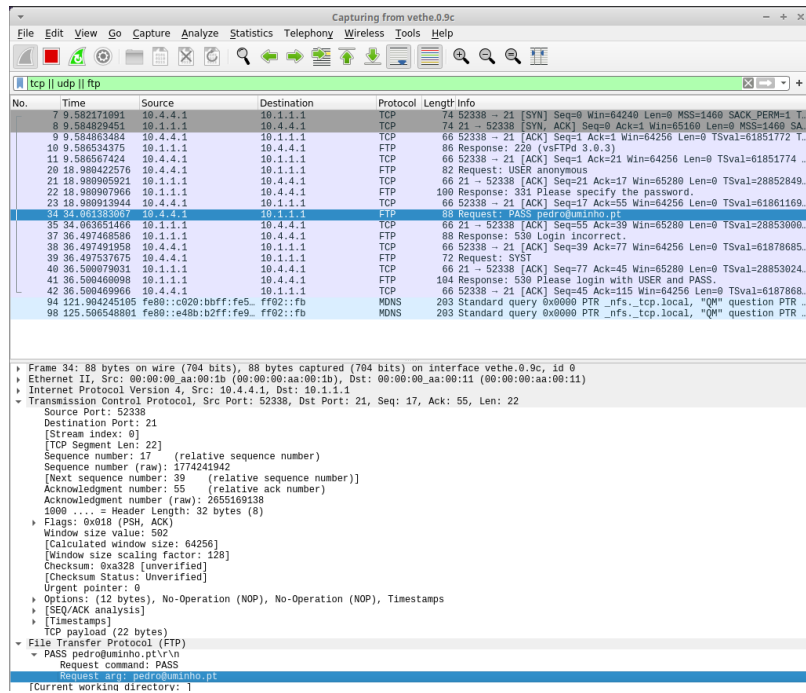 Capturing from vethe.0.9c
File Edit View Go Capture Analyze Statistics Telephony Wireless Tools Help
tcp || udp || ftp
No. Time Source Destination Protocol Length Info
7 9.582171091 10.4.4.1 10.1.1.1 TCP 74 52338 → 21 [SYN] Seq=0 Win=64240 Len=0 MSS=1460 SACK_PERM=1 T…
8 9.584829451 10.1.1.1 10.4.4.1 TCP 74 21 → 52338 [SYN, ACK] Seq=0 Ack=1 Win=65160 Len=0 MSS=1460 SA…
9 9.584863484 10.4.4.1 10.1.1.1 TCP 66 52338 → 21 [ACK] Seq=1 Ack=1 Win=64256 Len=0 TSval=61851772 T…
10 9.586534375 10.1.1.1 10.4.4.1 FTP 86 Response: 220 (vsFTPd 3.0.3)
11 9.586567424 10.4.4.1 10.1.1.1 TCP 66 52338 → 21 [ACK] Seq=1 Ack=21 Win=64256 Len=0 TSval=61851774 …
20 18.980422576 10.4.4.1 10.1.1.1 FTP 82 Request: USER anonymous
21 18.980905921 10.1.1.1 10.4.4.1 TCP 66 21 → 52338 [ACK] Seq=21 Ack=17 Win=65280 Len=0 TSval=28852849…
22 18.980907966 10.1.1.1 10.4.4.1 FTP 100 Response: 331 Please specify the password.
23 18.980913944 10.4.4.1 10.1.1.1 TCP 66 52338 → 21 [ACK] Seq=17 Ack=55 Win=64256 Len=0 TSval=61861169…
34 34.061383067 10.4.4.1 10.1.1.1 FTP 88 Request: PASS pedro@uminho.pt
35 34.063651466 10.1.1.1 10.4.4.1 TCP 66 21 → 52338 [ACK] Seq=55 Ack=39 Win=65280 Len=0 TSval=28853000…
37 36.497468586 10.1.1.1 10.4.4.1 FTP 88 Response: 530 Login incorrect.
38 36.497491958 10.4.4.1 10.1.1.1 TCP 66 52338 → 21 [ACK] Seq=39 Ack=77 Win=64256 Len=0 TSval=61878685…
39 36.497537675 10.4.4.1 10.1.1.1 FTP 72 Request: SYST
40 36.500079031 10.1.1.1 10.4.4.1 TCP 66 21 → 52338 [ACK] Seq=77 Ack=45 Win=65280 Len=0 TSval=28853024…
41 36.500460098 10.1.1.1 10.4.4.1 FTP 104 Response: 530 Please login with USER and PASS.
42 36.500469966 10.4.4.1 10.1.1.1 TCP 66 52338 → 21 [ACK] Seq=45 Ack=115 Win=64256 Len=0 TSval=6187868…
94 121.904245105 fe80::c020:bbff:fe5… ff02::fb MDNS 203 Standard query 0x0000 PTR _nfs._tcp.local, "QM" question PTR …
98 125.506548801 fe80::e48b:b2ff:fe9… ff02::fb MDNS 203 Standard query 0x0000 PTR _nfs._tcp.local, "QM" question PTR …
Frame 34: 88 bytes on wire (704 bits), 88 bytes captured (704 bits) on interface vethe.0.9c, id 0
Ethernet II, Src: 00:00:00_aa:00:1b (00:00:00:aa:00:1b), Dst: 00:00:00_aa:00:11 (00:00:00:aa:00:11)
Internet Protocol Version 4, Src: 10.4.4.1, Dst: 10.1.1.1
Transmission Control Protocol, Src Port: 52338, Dst Port: 21, Seq: 17, Ack: 55, Len: 22
Source Port: 52338
Destination Port: 21
[Stream index: 0]
[TCP Segment Len: 22]
Sequence number: 17 (relative sequence number)
Sequence number (raw): 1774241942
[Next sequence number: 39 (relative sequence number)]
Acknowledgment number: 55 (relative ack number)
Acknowledgment number (raw): 2655169138
1000 .... = Header Length: 32 bytes (8)
Flags: 0x018 (PSH, ACK)
Window size value: 502
[Calculated window size: 64256]
[Window size scaling factor: 128]
Checksum: 0xa328 [unverified]
[Checksum Status: Unverified]
Urgent pointer: 0
Options: (12 bytes), No-Operation (NOP), No-Operation (NOP), Timestamps
[SEQ/ACK analysis]
[Timestamps]
TCP payload (22 bytes)
File Transfer Protocol (FTP)
PASS pedro@uminho.pt\r\n
Request command: PASS
Request arg: pedro@uminho.pt
[Current working directory: ]